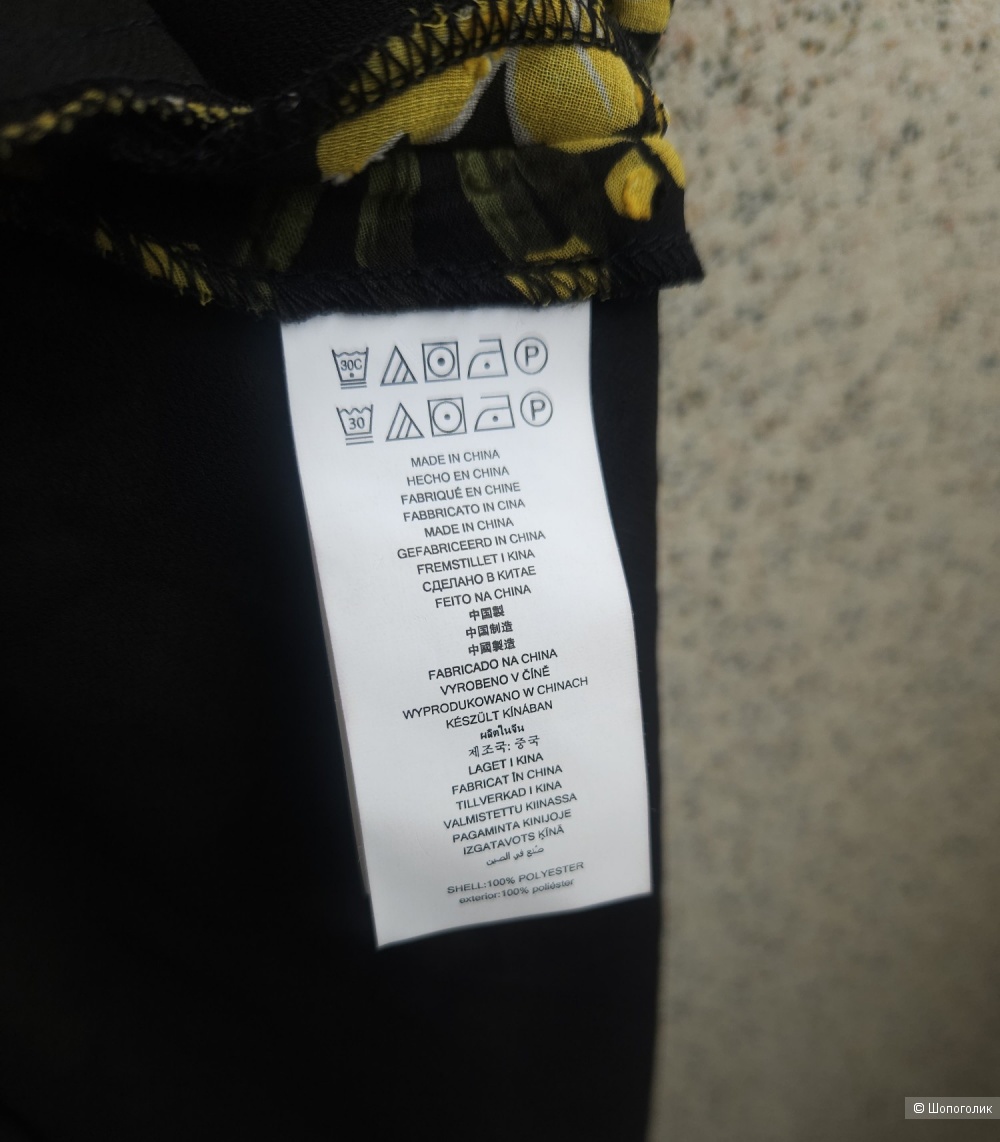 30C P
30 P
MADE IN CHINA
HECHO EN CHINA
FABRIQUÉ EN CHINE
FABBRICATO IN CINA
MADE IN CHINA
GEFABRICEERD IN CHINA
FREMSTILLET I KINA
СДЕЛАНО В КИТАЕ
FEITO NA CHINA
中国製
中国制造
中國製造
FABRICADO NA CHINA
VYROBENO V ČÍNĚ
WYPRODUKOWANO W CHINACH
KÉSZÜLT KÍNÁBAN
ผลิตในจีน
제조국: 중국
LAGET I KINA
FABRICAT ÎN CHINA
TILLVERKAD I KINA
VALMISTETTU KIINASSA
PAGAMINTA KINIJOJE
IZGATAVOTS ĶĪNĀ
صنع في الصين
SHELL:100% POLYESTER
exterior:100% poliéster
© Шопоголик